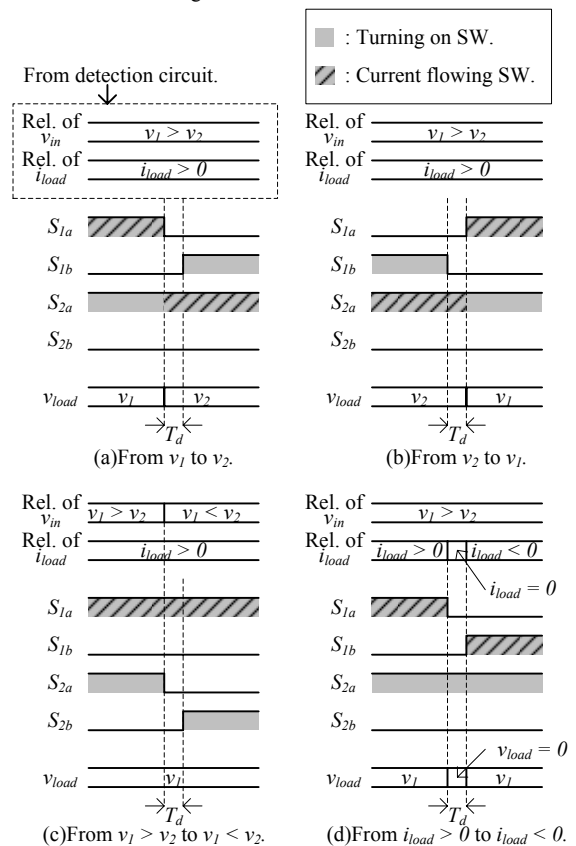 : Turning on SW.
: Current flowing SW.
From detection circuit.
Rel. of v_in
v_1 > v_2
Rel. of i_load
i_load > 0
S_1a
S_1b
S_2a
S_2b
v_load
v_1
v_2
T_d
(a)From v_1 to v_2.
Rel. of v_in
v_1 > v_2
Rel. of i_load
i_load > 0
S_1a
S_1b
S_2a
S_2b
v_load
v_2
v_1
T_d
(b)From v_2 to v_1.
Rel. of v_in
v_1 > v_2
v_1 < v_2
Rel. of i_load
i_load > 0
S_1a
S_1b
S_2a
S_2b
v_load
v_1
T_d
(c)From v_1 > v_2 to v_1 < v_2.
Rel. of v_in
v_1 > v_2
Rel. of i_load
i_load > 0
i_load < 0
i_load = 0
S_1a
S_1b
S_2a
S_2b
v_load = 0
v_load
v_1
v_1
T_d
(d)From i_load > 0 to i_load < 0.